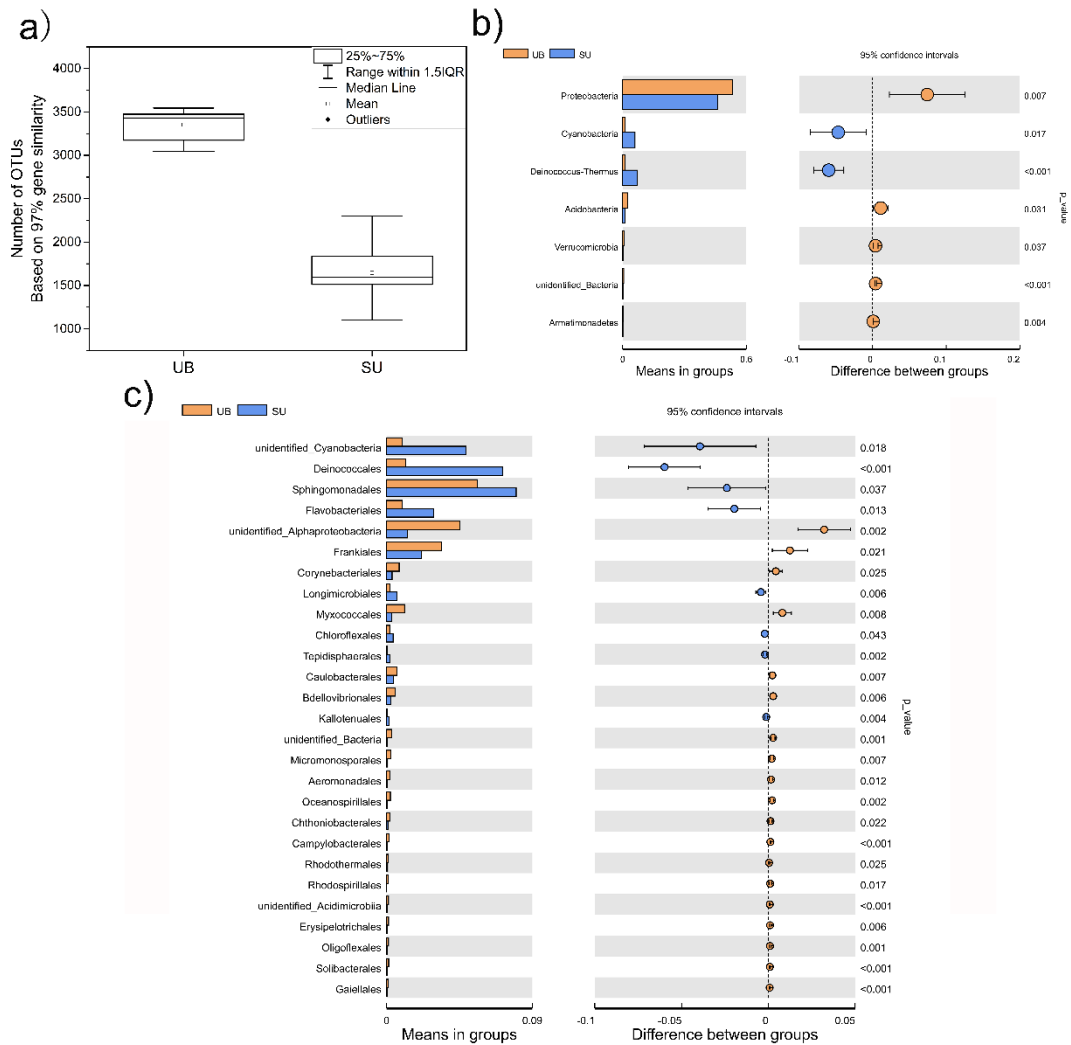 a)
4000
3500
3000
2500
2000
1500
1000
Number of OTUs
Based on 97% gene similarity
UB
SU
25%~75%
Range within 1.5IQR
Median Line
Mean
Outliers
b)
UB SU
95% confidence intervals
Proteobacteria 0.007
Cyanobacteria 0.017
Deinococcus-Thermus <0.001
Acidobacteria 0.031
Verrucomicrobia 0.037
unidentified_Bacteria <0.001
Armatimonadetes 0.004
p_value
0 0.6
Means in groups
-0.1 0 0.1 0.2
Difference between groups
c)
UB SU
95% confidence intervals
unidentified_Cyanobacteria 0.018
Deinococcales <0.001
Sphingomonadales 0.037
Flavobacteriales 0.013
unidentified_Alphaproteobacteria 0.002
Frankiales 0.021
Corynebacteriales 0.025
Longimicrobiales 0.006
Myxococcales 0.008
Chloroflexales 0.043
Tepidisphaerales 0.002
Caulobacterales 0.007
Bdellovibrionales 0.006
Kallotenuales 0.004
unidentified_Bacteria 0.001
Micromonosporales 0.007
Aeromonadales 0.012
Oceanospirillales 0.002
Chthoniobacterales 0.022
Campylobacterales <0.001
Rhodothermales 0.025
Rhodospirillales 0.017
unidentified_Acidimicrobiia <0.001
Erysipelotrichales 0.006
Oligoflexales 0.001
Solibacterales <0.001
Gaiellales <0.001
p_value
0 0.09
Means in groups
-0.1 -0.05 0 0.05
Difference between groups